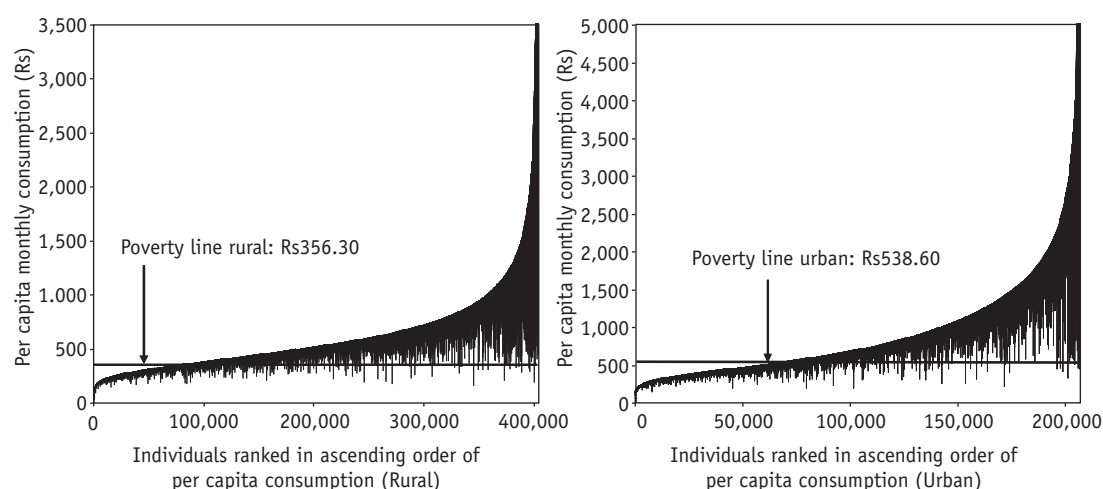 Per capita monthly consumption (Rs)
3,500
3,000
2,500
2,000
1,500
1.000
500
0
Poverty line rural: Rs356.30
0 100,000 200,000 300,000 400,000
Individuals ranked in ascending order of
per capita consumption (Rural)
Per capita monthly consumption (Rs)
5,000
4,500
4,000
3,500
3,000
2,500
2,000
1,500
1,000
500
0
Poverty line urban: Rs538.60
0 50,000 100,000 150,000 200,000
Individuals ranked in ascending order of
per capita consumption (Urban)